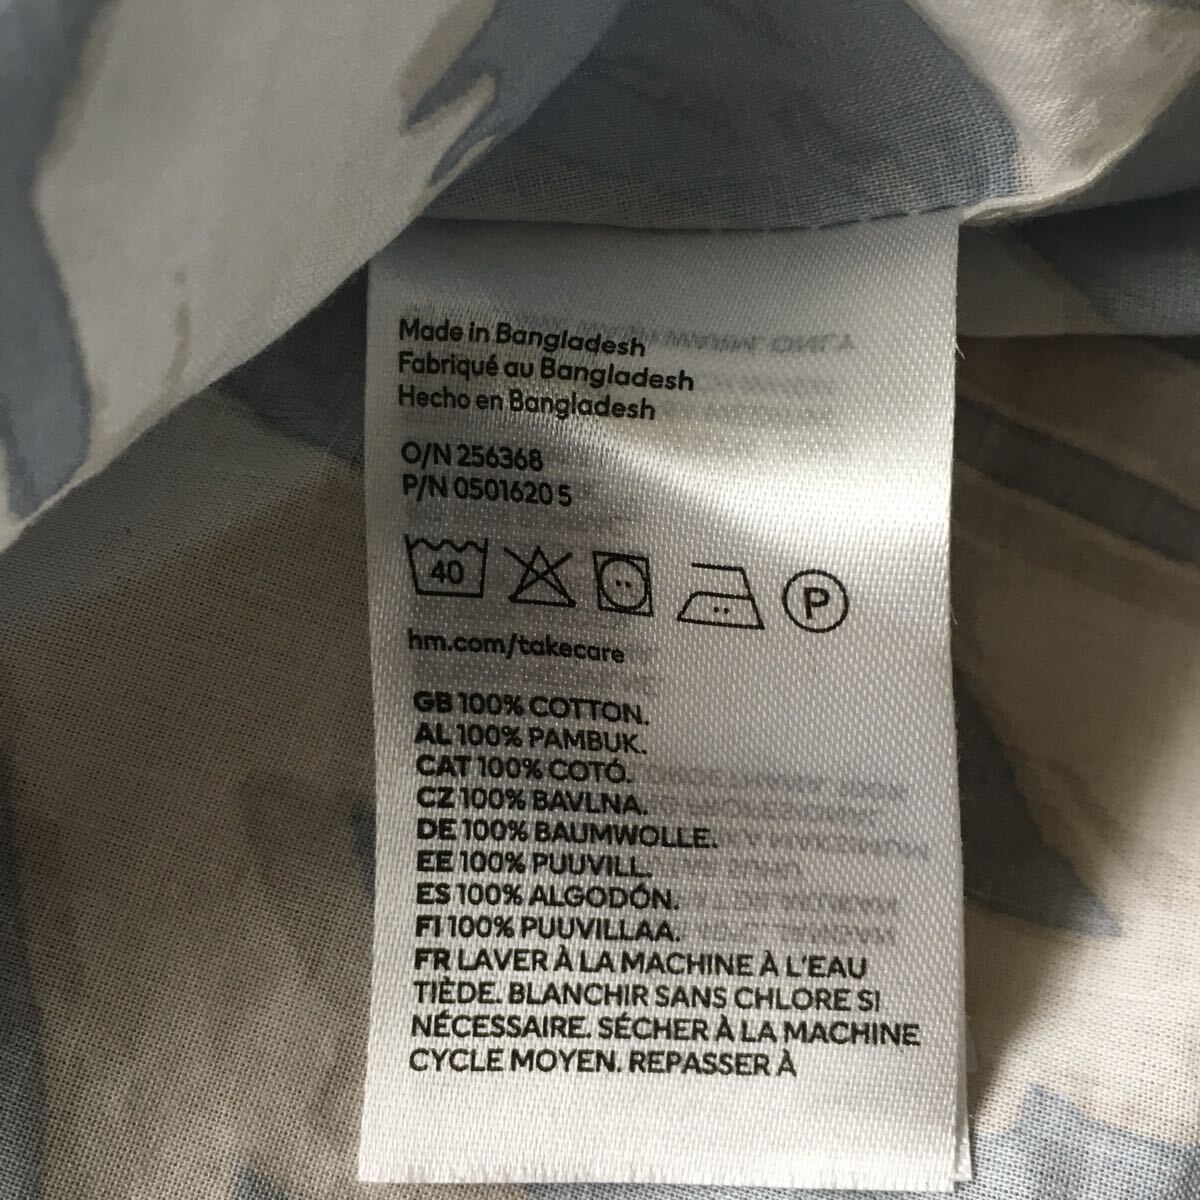 Made in Bangladesh
Fabriqué au Bangladesh
Hecho en Bangladesh
O/N 256368
P/N 0501620 5
40 P
hm.com/takecare
GB 100% COTTON.
AL 100% PAMBUK.
CAT 100% COTÓ.
CZ 100% BAVLNA.
DE 100% BAUMWOLLE.
EE 100% PUUVILL.
ES 100% ALGODÓN.
FI 100% PUUVILLAA.
FR LAVER À LA MACHINE À L'EAU
TIÈDE. BLANCHIR SANS CHLORE SI
NÉCESSAIRE. SÉCHER À LA MACHINE
CYCLE MOYEN. REPASSER À